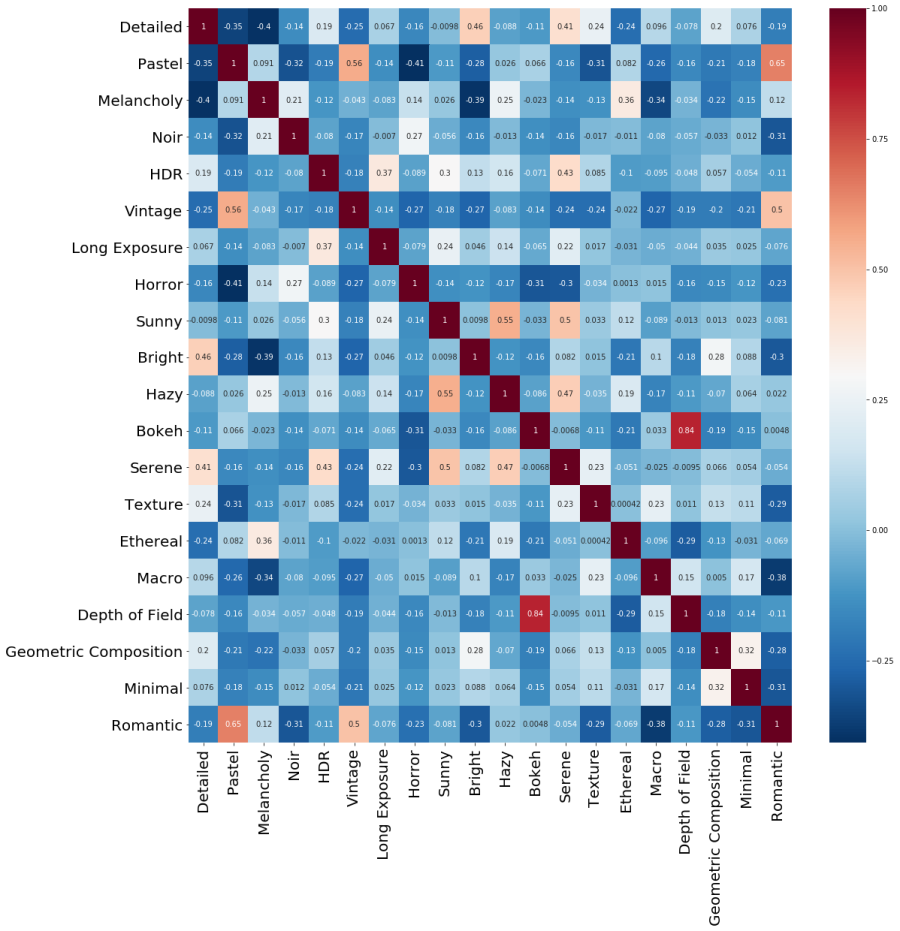 Detailed 1 -0.35 -0.4 -0.14 0.19 -0.25 0.067 -0.16 -0.0098 0.46 -0.088 -0.11 0.41 0.24 -0.24 0.096 -0.078 0.2 0.076 -0.19
Pastel -0.35 1 0.091 -0.32 -0.19 0.56 -0.14 -0.41 -0.11 -0.28 0.026 0.066 -0.16 -0.31 0.082 -0.26 -0.16 -0.21 -0.18 0.65
Melancholy -0.4 0.091 1 0.21 -0.12 -0.043 -0.083 0.14 0.026 -0.39 0.25 -0.023 -0.14 -0.13 0.36 -0.34 -0.034 -0.22 -0.15 0.12
Noir -0.14 -0.32 0.21 1 -0.08 -0.17 -0.007 0.27 -0.056 -0.16 -0.013 -0.14 -0.16 -0.017 -0.011 -0.08 -0.057 -0.033 0.012 -0.31
HDR 0.19 -0.19 -0.12 -0.08 1 -0.18 0.37 -0.089 0.3 0.13 0.16 -0.071 0.43 0.085 -0.1 -0.095 -0.048 0.057 -0.054 -0.11
Vintage -0.25 0.56 -0.043 -0.17 -0.18 1 -0.14 -0.27 -0.18 -0.27 -0.083 -0.14 -0.24 -0.24 -0.022 -0.27 -0.19 -0.2 -0.21 0.5
Long Exposure 0.067 -0.14 -0.083 -0.007 0.37 -0.14 1 -0.079 0.24 0.046 0.14 -0.065 0.22 0.017 -0.031 -0.05 -0.044 0.035 0.025 -0.076
Horror -0.16 -0.41 0.14 0.27 -0.089 -0.27 -0.079 1 -0.14 -0.12 -0.17 -0.31 -0.3 -0.034 0.0013 0.015 -0.16 -0.15 -0.12 -0.23
Sunny -0.0098 -0.11 0.026 -0.056 0.3 -0.18 0.24 -0.14 1 0.0098 0.55 -0.033 0.5 0.033 0.12 -0.089 -0.013 0.013 0.023 -0.081
Bright 0.46 -0.28 -0.39 -0.16 0.13 -0.27 0.046 -0.12 0.0098 1 -0.12 -0.16 0.082 0.015 -0.21 0.1 -0.18 0.28 0.088 -0.3
Hazy -0.088 0.026 0.25 -0.013 0.16 -0.083 0.14 -0.17 0.55 -0.12 1 -0.086 0.47 -0.035 0.19 -0.17 -0.11 -0.07 0.064 0.022
Bokeh -0.11 0.066 -0.023 -0.14 -0.071 -0.14 -0.065 -0.31 -0.033 -0.16 -0.086 1 -0.0068 -0.11 -0.21 0.033 0.84 -0.19 -0.15 0.0048
Serene 0.41 -0.16 -0.14 -0.16 0.43 -0.24 0.22 -0.3 0.5 0.082 0.47 -0.0068 1 0.23 -0.051 -0.025 -0.0095 0.066 0.054 -0.054
Texture 0.24 -0.31 -0.13 -0.017 0.085 -0.24 0.017 -0.034 0.033 0.015 -0.035 -0.11 0.23 1 0.00042 0.23 0.011 0.13 0.11 -0.29
Ethereal -0.24 0.082 0.36 -0.011 -0.1 -0.022 -0.031 0.0013 0.12 -0.21 0.19 -0.21 -0.051 0.00042 1 -0.096 -0.29 -0.13 -0.031 -0.069
Macro 0.096 -0.26 -0.34 -0.08 -0.095 -0.27 -0.05 0.015 -0.089 0.1 -0.17 0.033 -0.025 0.23 -0.096 1 0.15 0.005 0.17 -0.38
Depth of Field -0.078 -0.16 -0.034 -0.057 -0.048 -0.19 -0.044 -0.16 -0.013 -0.18 -0.11 0.84 -0.0095 0.011 -0.29 0.15 1 -0.18 -0.14 -0.11
Geometric Composition 0.2 -0.21 -0.22 -0.033 0.057 -0.2 0.035 -0.15 0.013 0.28 -0.07 -0.19 0.066 0.13 -0.13 0.005 -0.18 1 0.32 -0.28
Minimal 0.076 -0.18 -0.15 0.012 -0.054 -0.21 0.025 -0.12 0.023 0.088 0.064 -0.15 0.054 0.11 -0.031 0.17 -0.14 0.32 1 -0.31
Romantic -0.19 0.65 0.12 -0.31 -0.11 0.5 -0.076 -0.23 -0.081 -0.3 0.022 0.0048 -0.054 -0.29 -0.069 -0.38 -0.11 -0.28 -0.31 1
Detailed
Pastel
Melancholy
Noir
HDR
Vintage
Long Exposure
Horror
Sunny
Bright
Hazy
Bokeh
Serene
Texture
Ethereal
Macro
Depth of Field
Geometric Composition
Minimal
Romantic
1.00
0.75
0.50
0.25
0.00
-0.25